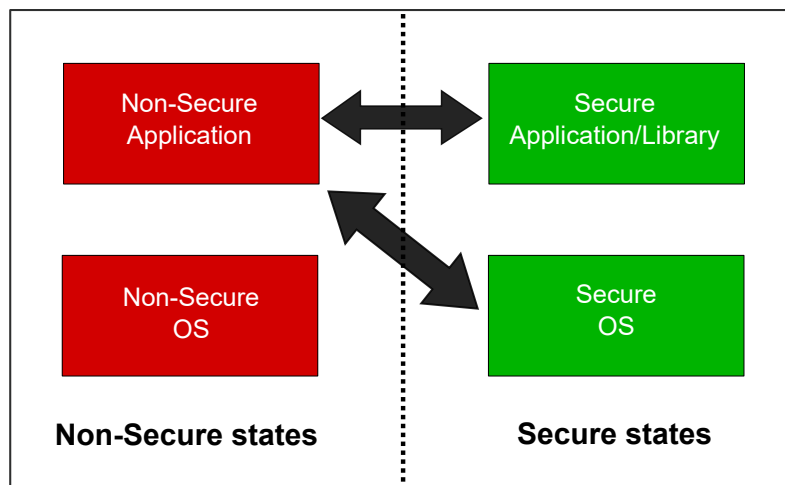 Non-Secure
Application
Secure
Application/Library
Non-Secure
OS
Secure
OS
Non-Secure states
Secure states